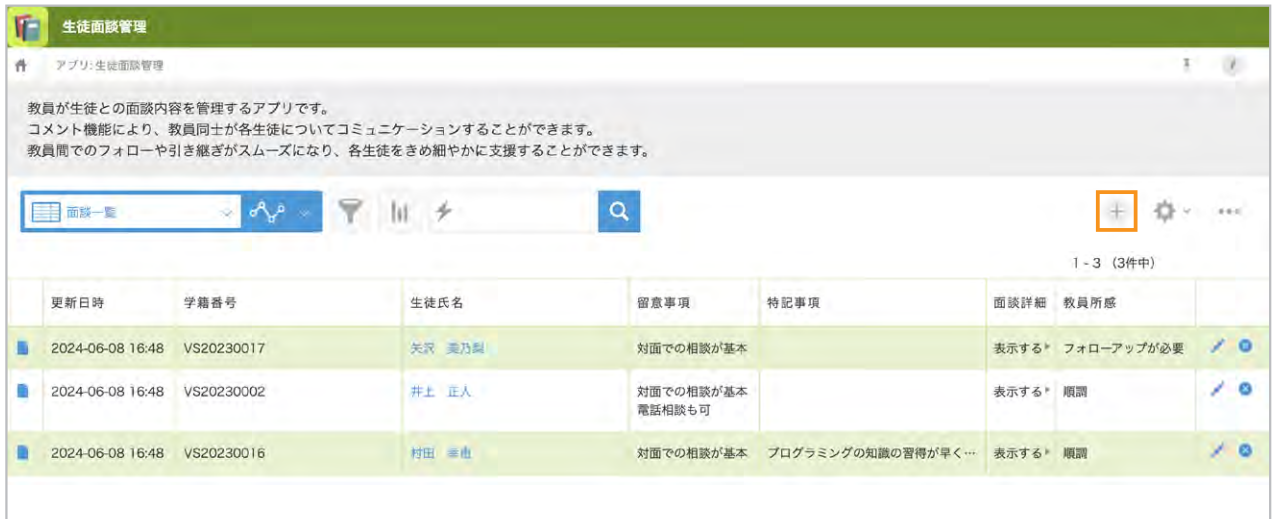 生徒面談管理
アプリ: 生徒面談管理
教員が生徒との面談内容を管理するアプリです。
コメント機能により、教員同士が各生徒についてコミュニケーションすることができます。
教員間でのフォローや引き継ぎがスムーズになり、各生徒をきめ細やかに支援することができます。
面談一覧
1 - 3 （3件中）
更新日時 学籍番号 生徒氏名 留意事項 特記事項 面談詳細 教員所感
2024-06-08 16:48 VS20230017 矢沢 美乃梨 対面での相談が基本 表示する フォローアップが必要
2024-06-08 16:48 VS20230002 井上 正人 対面での相談が基本 表示する 順調
電話相談も可
2024-06-08 16:48 VS20230016 村田 対面での相談が基本 プログラミングの知識の習得が早く… 表示する 順調